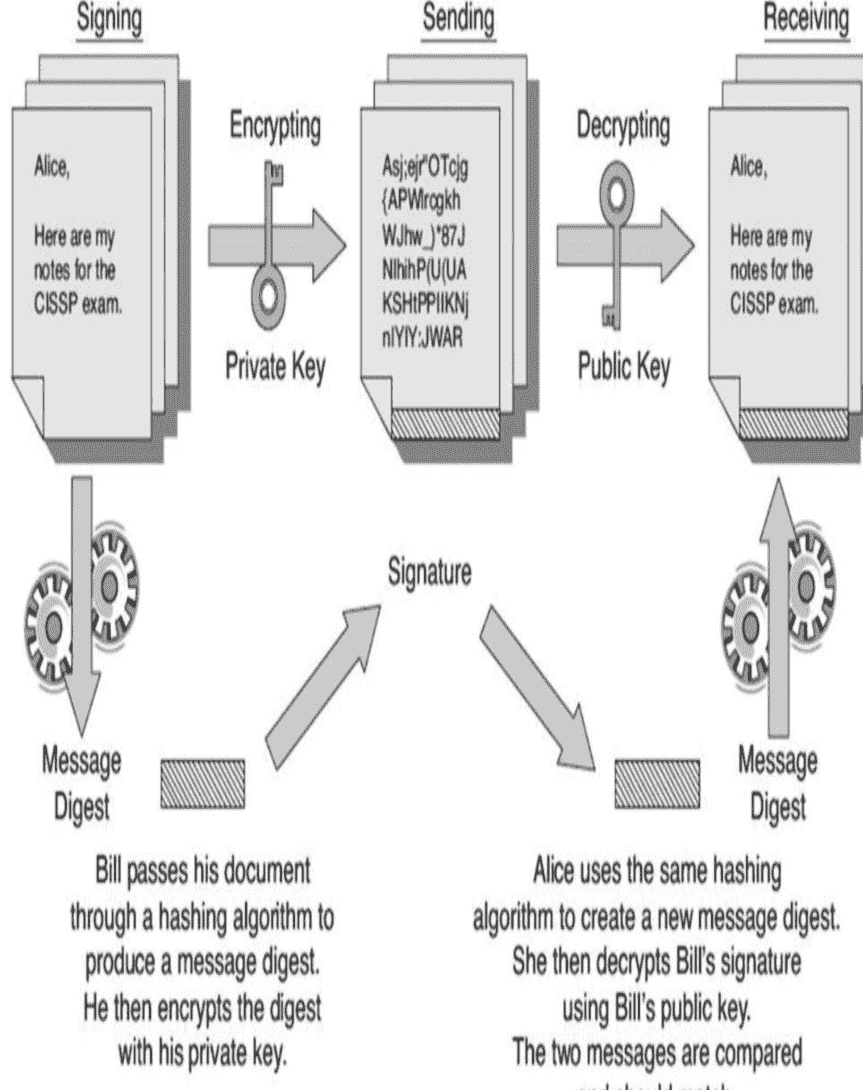 Signing
Sending
Receiving
Encrypting
Decrypting
Alice,
Here are my
notes for the
CISSP exam.
Private Key
Public Key
Alice,
Here are my
notes for the
CISSP exam.
Signature
Message
Digest
Message
Digest
Bill passes his document
through a hashing algorithm to
produce a message digest.
He then encrypts the digest
with his private key.
Alice uses the same hashing
algorithm to create a new message digest.
She then decrypts Bill's signature
using Bill's public key.
The two messages are compared
and should match.